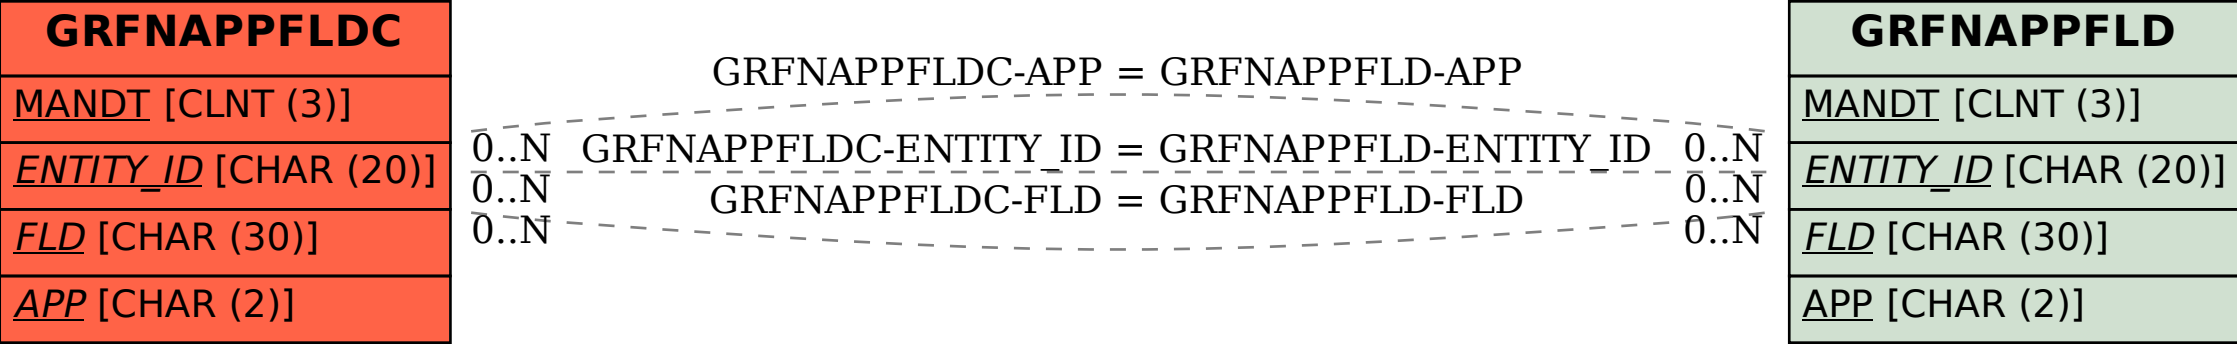 GRFNAPPFLDC
MANDT [CLNT (3)]
ENTITY_ID [CHAR (20)]
FLD [CHAR (30)]
APP [CHAR (2)]
GRFNAPPFLDC-APP = GRFNAPPFLD-APP
0..N GRFNAPPFLDC-ENTITY_ID = GRFNAPPFLD-ENTITY_ID 0..N
0..N GRFNAPPFLDC-FLD = GRFNAPPFLD-FLD 0..N
0..N 0..N
GRFNAPPFLD
MANDT [CLNT (3)]
ENTITY_ID [CHAR (20)]
FLD [CHAR (30)]
APP [CHAR (2)]